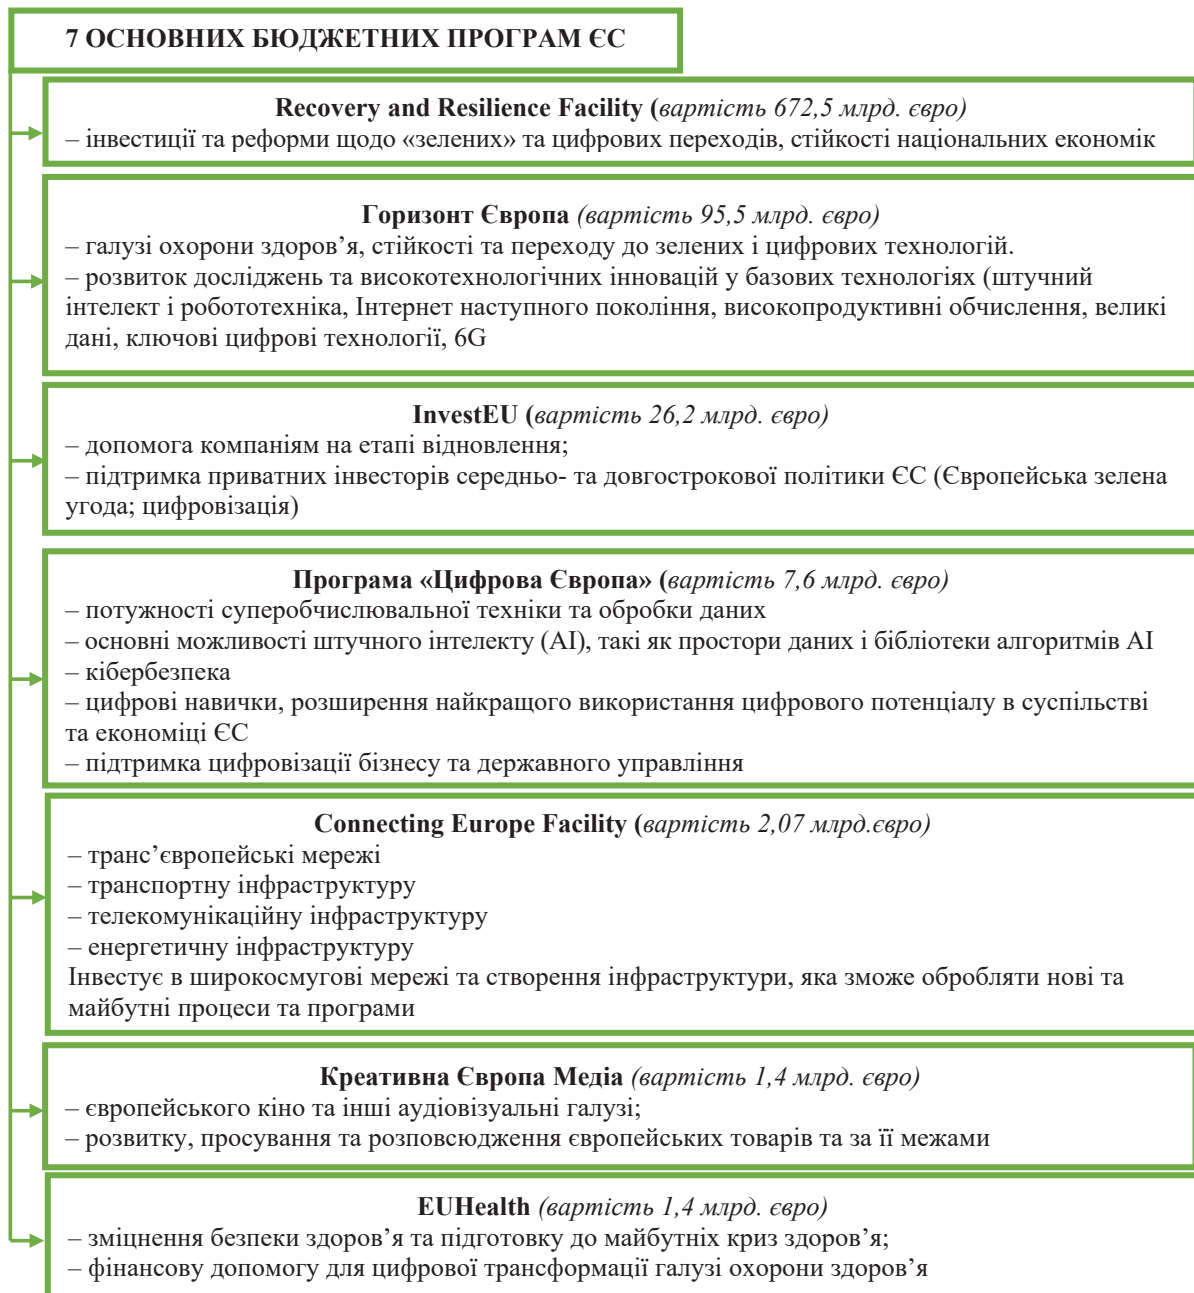 7 ОСНОВНИХ БЮДЖЕТНИХ ПРОГРАМ ЄС
Recovery and Resilience Facility (вартість 672,5 млрд. євро)
– інвестиції та реформи щодо «зелених» та цифрових переходів, стійкості національних економік
Горизонт Європа (вартість 95,5 млрд. євро)
– галузі охорони здоров’я, стійкості та переходу до зелених і цифрових технологій.
– розвиток досліджень та високотехнологічних інновацій у базових технологіях (штучний
інтелект і робототехніка, Інтернет наступного покоління, високопродуктивні обчислення, великі
дані, ключові цифрові технології, 6G
InvestEU (вартість 26,2 млрд. євро)
– допомога компаніям на етапі відновлення;
– підтримка приватних інвесторів середньо- та довгострокової політики ЄС (Європейська зелена
угода; цифровізація)
Програма «Цифрова Європа» (вартість 7,6 млрд. євро)
– потужності суперобчислювальної техніки та обробки даних
– основні можливості штучного інтелекту (AI), такі як простори даних і бібліотеки алгоритмів AI
– кібербезпека
– цифрові навички, розширення найкращого використання цифрового потенціалу в суспільстві
та економіці ЄС
– підтримка цифровізації бізнесу та державного управління
Connecting Europe Facility (вартість 2,07 млрд.євро)
– транс’європейські мережі
– транспортну інфраструктуру
– телекомунікаційну інфраструктуру
– енергетичну інфраструктуру
Інвестує в широкосмугові мережі та створення інфраструктури, яка зможе обробляти нові та
майбутні процеси та програми
Креативна Європа Медіа (вартість 1,4 млрд. євро)
– європейського кіно та інші аудіовізуальні галузі;
– розвитку, просування та розповсюдження європейських товарів та за її межами
EUHealth (вартість 1,4 млрд. євро)
– зміцнення безпеки здоров’я та підготовку до майбутніх криз здоров’я;
– фінансову допомогу для цифрової трансформації галузі охорони здоров’я